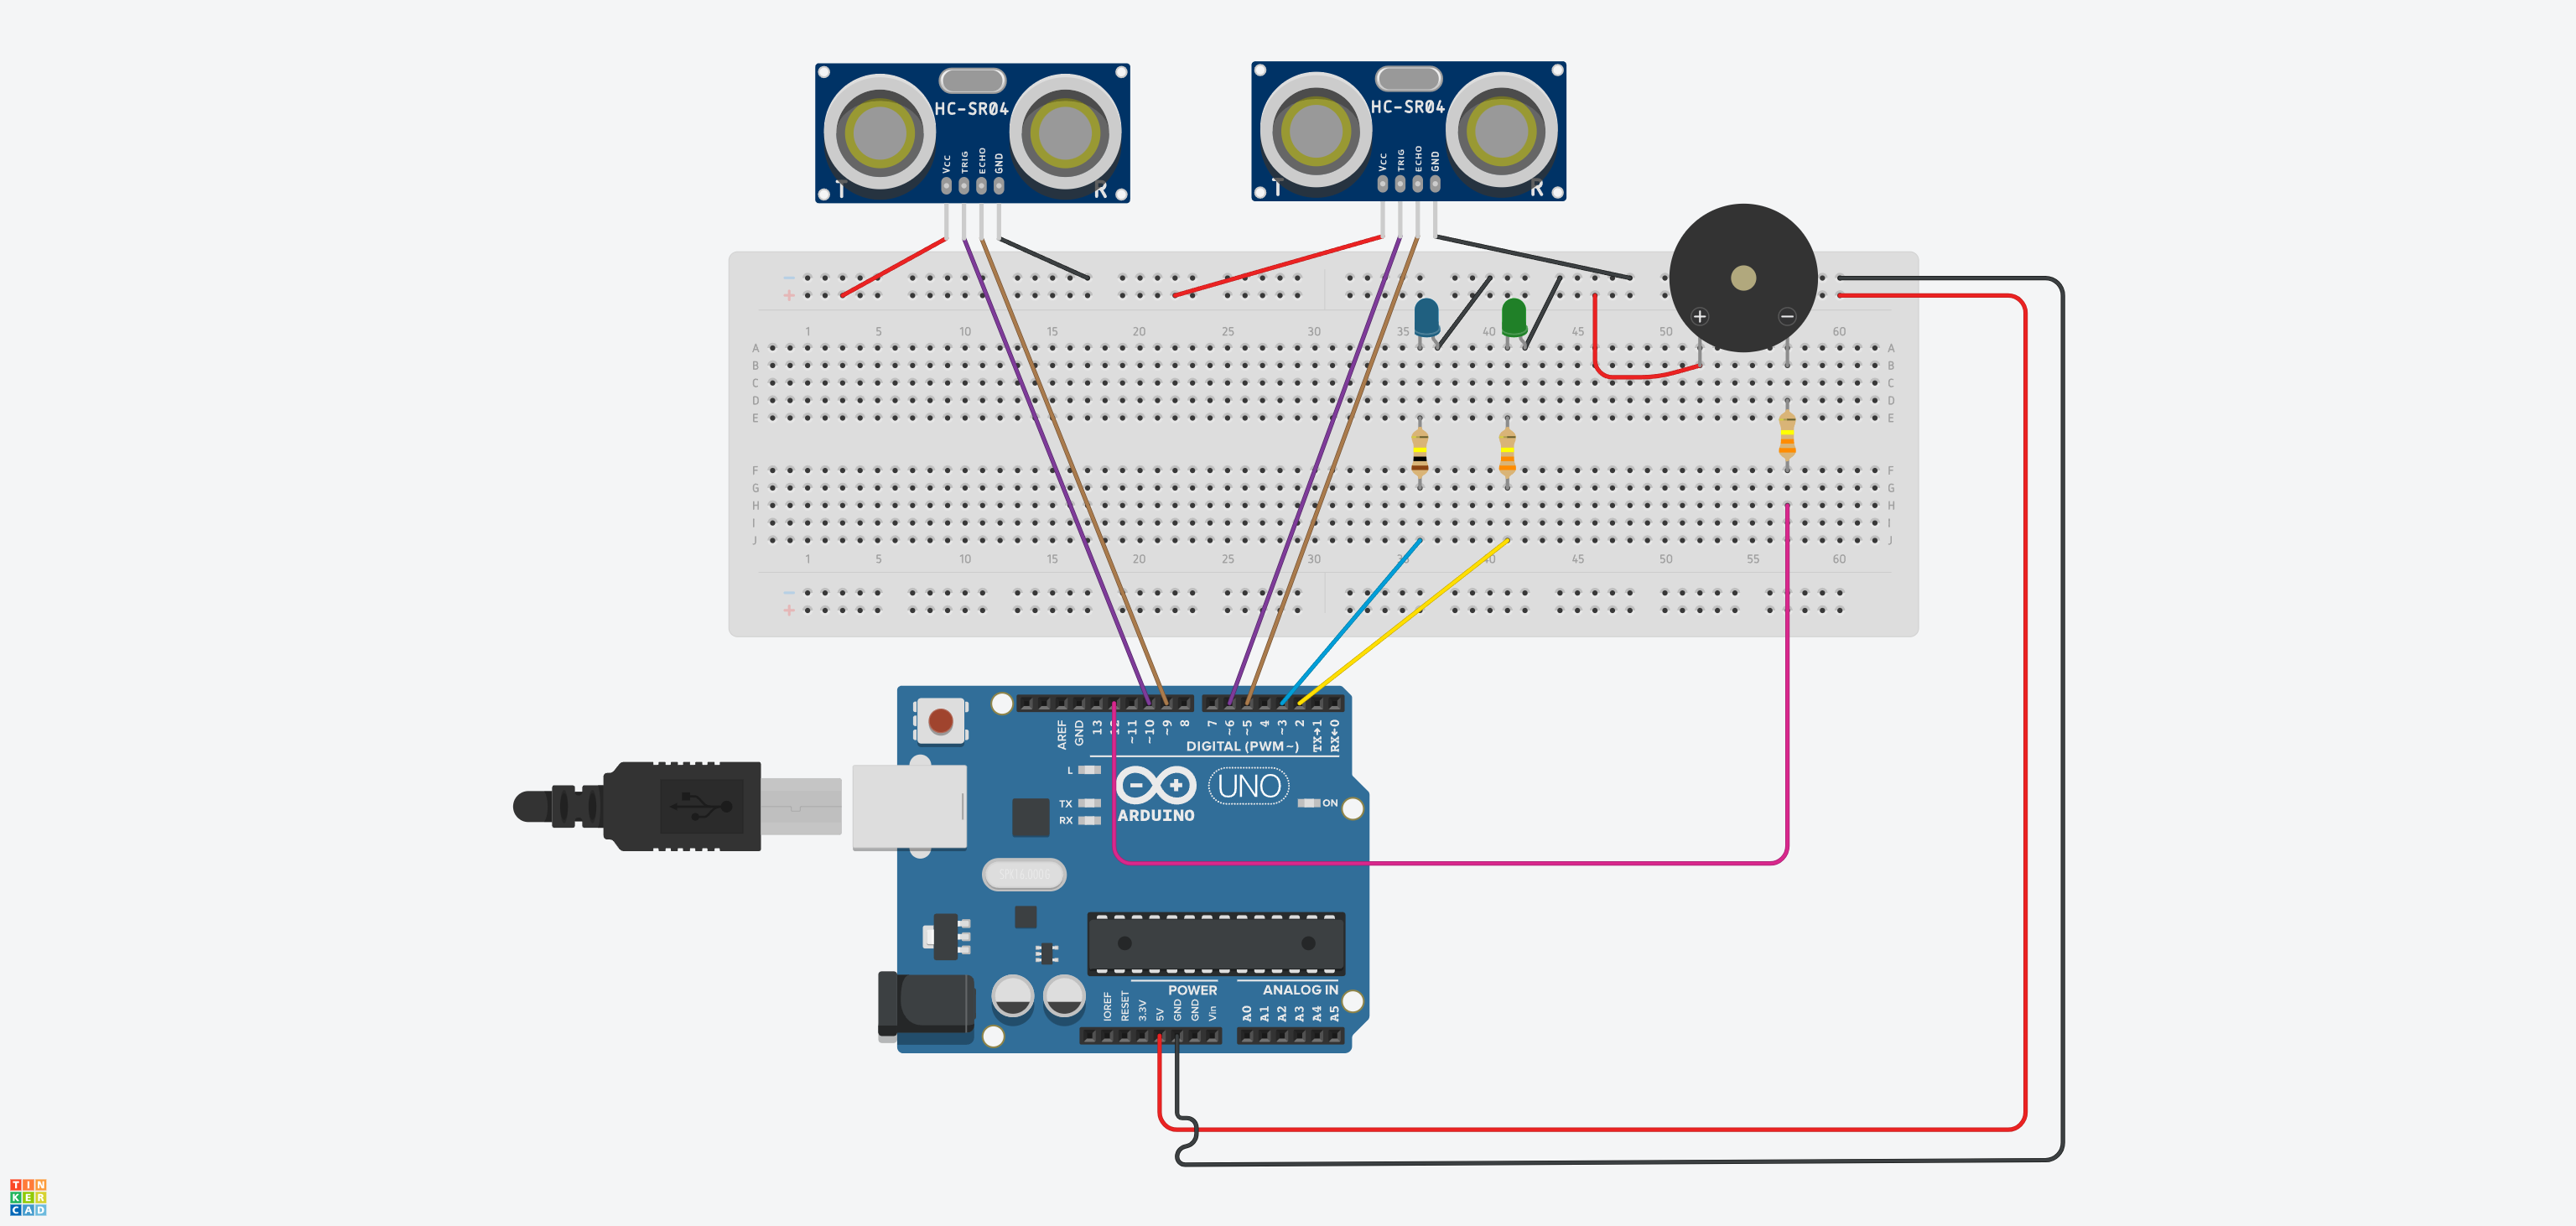 HC-SR04
Vcc TRIG ECHO GND
T R
HC-SR04
Vcc TRIG ECHO GND
T R
+ −
−
+
1 5 10 15 20 25 30 35 40 45 50 60
A A
B B
C C
D D
E E
F F
G G
H H
I I
J J
1 5 10 15 20 25 30 40 45 50 55 60
−
+
AREF GND 13 12 ~11 ~10 ~9 8 7 ~6 ~5 4 ~3 2 TX→1 RX←0
DIGITAL (PWM~)
L
UNO
TX
RX
ON
ARDUINO
SPK16.000G
POWER ANALOG IN
IOREF RESET 3.3V 5V GND GND Vin A0 A1 A2 A3 A4 A5
TIN
KER
CAD